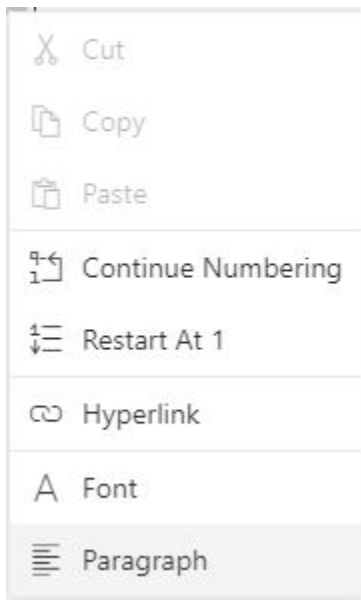 Cut
Copy
Paste
Continue Numbering
Restart At 1
Hyperlink
Font
Paragraph